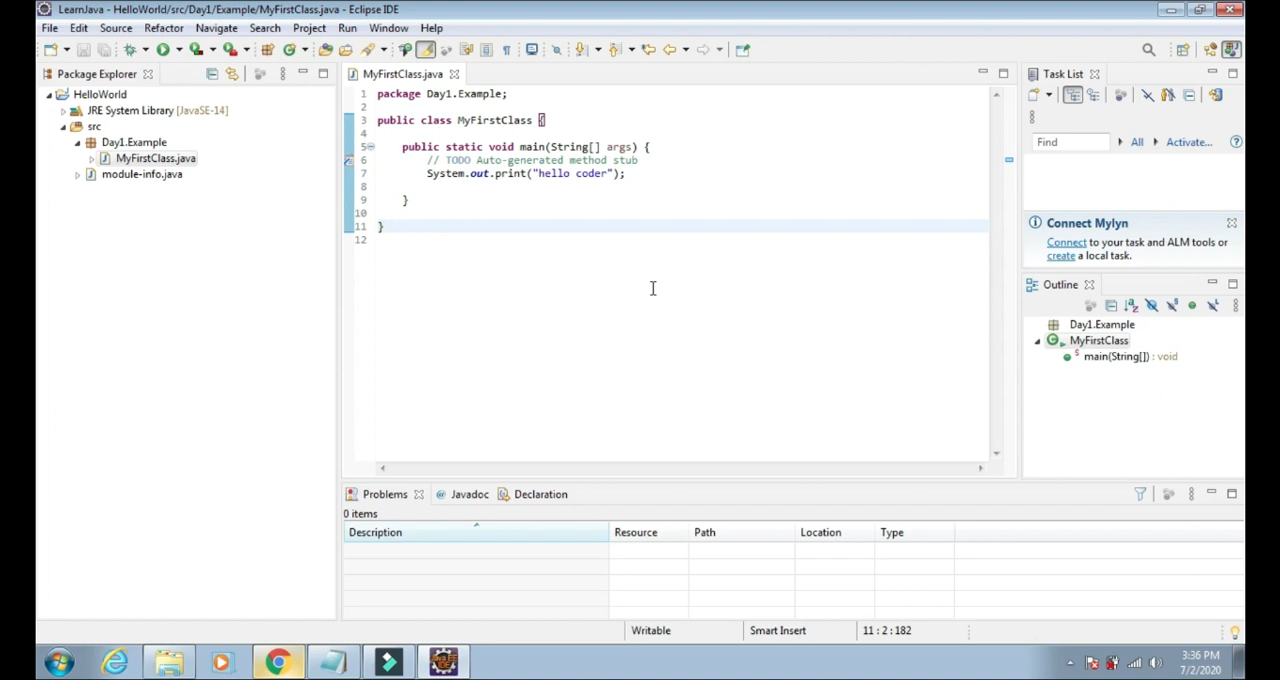 LearnJava - HelloWorld/src/Day1/Example/MyFirstClass.java - Eclipse IDE
File Edit Source Refactor Navigate Search Project Run Window Help
Package Explorer
HelloWorld
JRE System Library [JavaSE-14]
src
Day1.Example
MyFirstClass.java
module-info.java
MyFirstClass.java
1 package Day1.Example;
2
3 public class MyFirstClass {
4
5 public static void main(String[] args) {
6 // TODO Auto-generated method stub
7 System.out.print("hello coder");
8
9 }
10
11 }
12
Task List
Find All Activate...
Connect Mylyn
Connect to your task and ALM tools or
create a local task.
Outline
Day1.Example
MyFirstClass
main(String[]) : void
Problems Javadoc Declaration
0 items
Description Resource Path Location Type
Writable Smart Insert 11 : 2 : 182
3:36 PM
7/2/2020